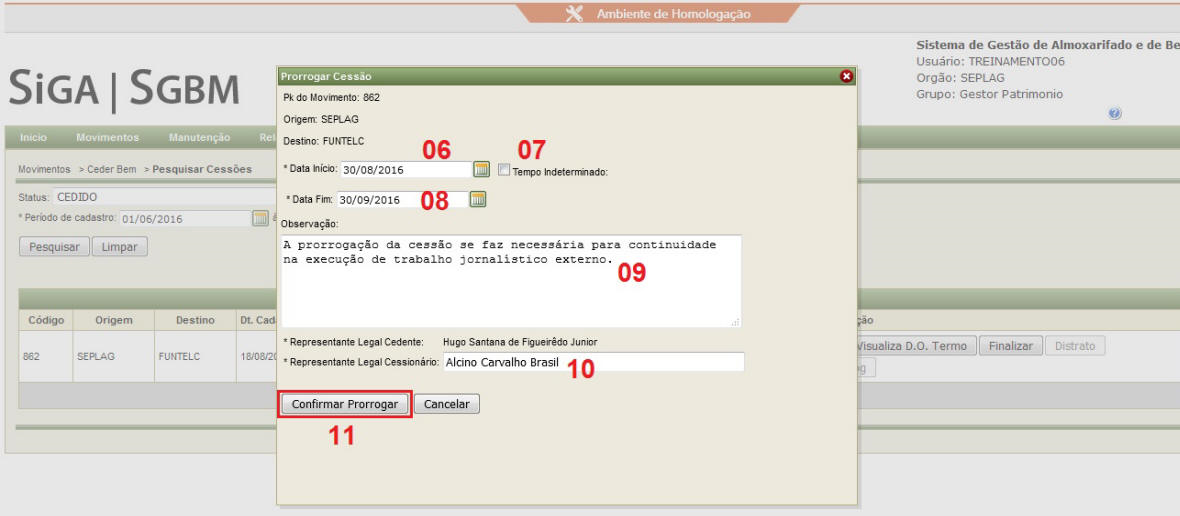 Ambiente de Homologação
Sistema de Gestão de Almoxarifado e de Be
Usuário: TREINAMENTO06
Orgão: SEPLAG
Grupo: Gestor Patrimonio
SIGA | SGBM
Inicio Movimentos Manutenção Rel
Movimentos > Ceder Bem > Pesquisar Cessões
Status: CEDIDO
* Período de cadastro: 01/06/2016
Pesquisar Limpar
Código Origem Destino Dt. Cad
862 SEPLAG FUNTELC 18/08/20
ção
Visualiza D.O. Termo Finalizar Distrato
Prorrogar Cessão
Pk do Movimento: 862
Origem: SEPLAG
Destino: FUNTELC
06 07
* Data Início: 30/08/2016 Tempo Indeterminado:
* Data Fim: 30/09/2016 08
Observação:
A prorrogação da cessão se faz necessária para continuidade
na execução de trabalho jornalístico externo.
09
* Representante Legal Cedente: Hugo Santana de Figueirêdo Junior
* Representante Legal Cessionário: Alcino Carvalho Brasil 10
Confirmar Prorrogar Cancelar
11